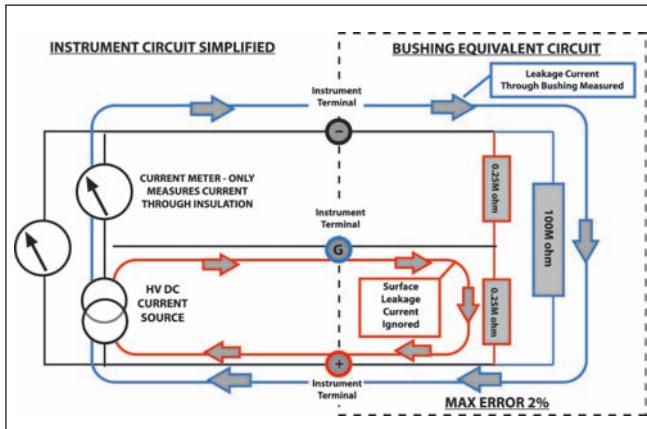 INSTRUMENT CIRCUIT SIMPLIFIED
BUSHING EQUIVALENT CIRCUIT
Instrument
Terminal
Leakage Current
Through Bushing Measured
−
CURRENT METER - ONLY
MEASURES CURRENT
THROUGH INSULATION
0.25M ohm
100M ohm
Instrument
Terminal
G
HV DC
CURRENT
SOURCE
Surface
Leakage
Current
Ignored
0.25M ohm
+
Instrument
Terminal
MAX ERROR 2%